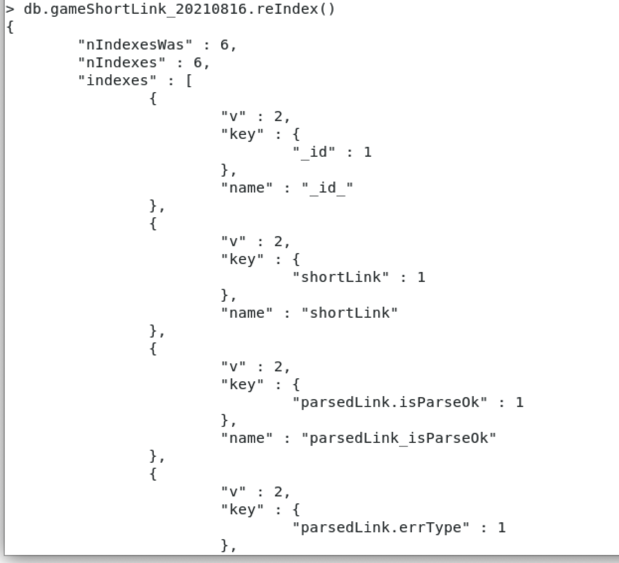 > db.gameShortLink_20210816.reIndex()
{
"nIndexesWas" : 6,
"nIndexes" : 6,
"indexes" : [
{
"v" : 2,
"key" : {
"_id" : 1
},
"name" : "_id_"
},
{
"v" : 2,
"key" : {
"shortLink" : 1
},
"name" : "shortLink"
},
{
"v" : 2,
"key" : {
"parsedLink.isParseOk" : 1
},
"name" : "parsedLink_isParseOk"
},
{
"v" : 2,
"key" : {
"parsedLink.errType" : 1
},